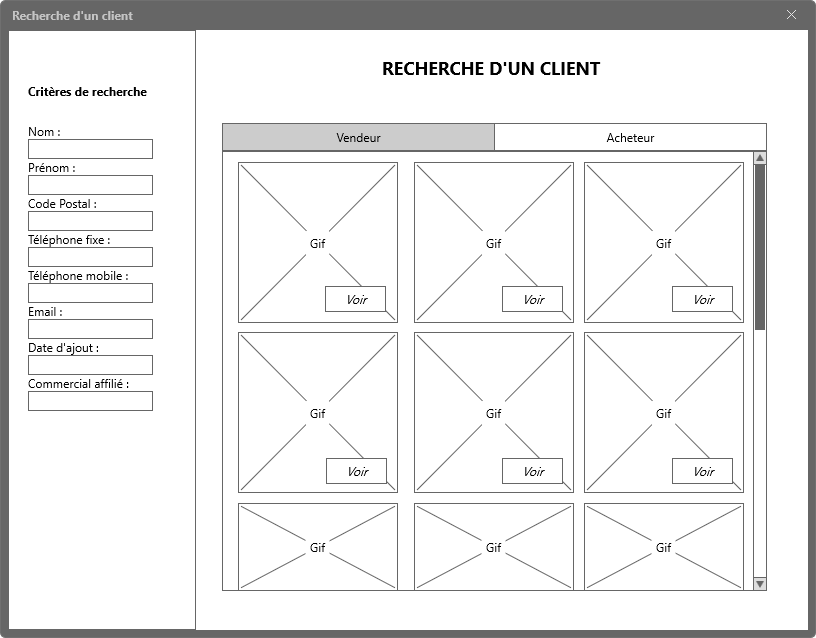 Recherche d'un client
RECHERCHE D'UN CLIENT
Critères de recherche
Nom :
Prénom :
Code Postal :
Téléphone fixe :
Téléphone mobile :
Email :
Date d'ajout :
Commercial affilié :
Vendeur
Acheteur
Gif
Gif
Gif
Voir
Voir
Voir
Gif
Gif
Gif
Voir
Voir
Voir
Gif
Gif
Gif